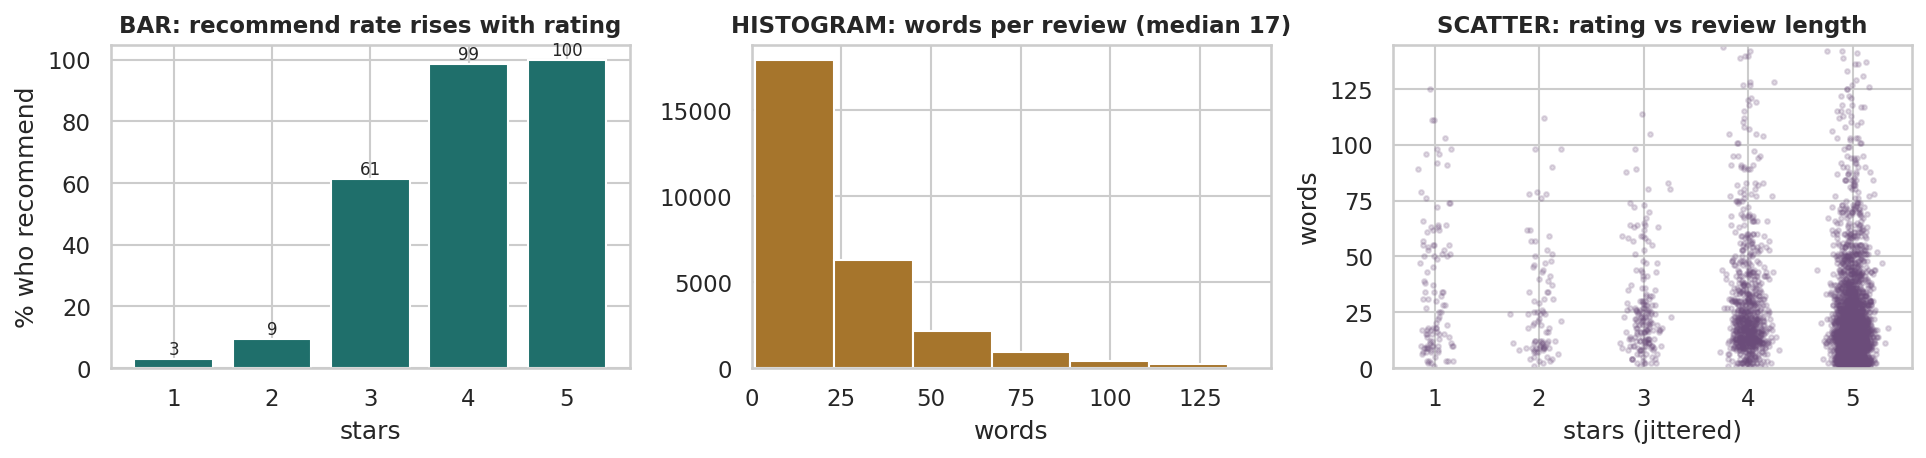 BAR: recommend rate rises with rating
% who recommend
100
80
60
40
20
0
3
9
61
99
100
1 2 3 4 5
stars
HISTOGRAM: words per review (median 17)
15000
10000
5000
0
0 25 50 75 100 125
words
SCATTER: rating vs review length
words
125
100
75
50
25
0
1 2 3 4 5
stars (jittered)